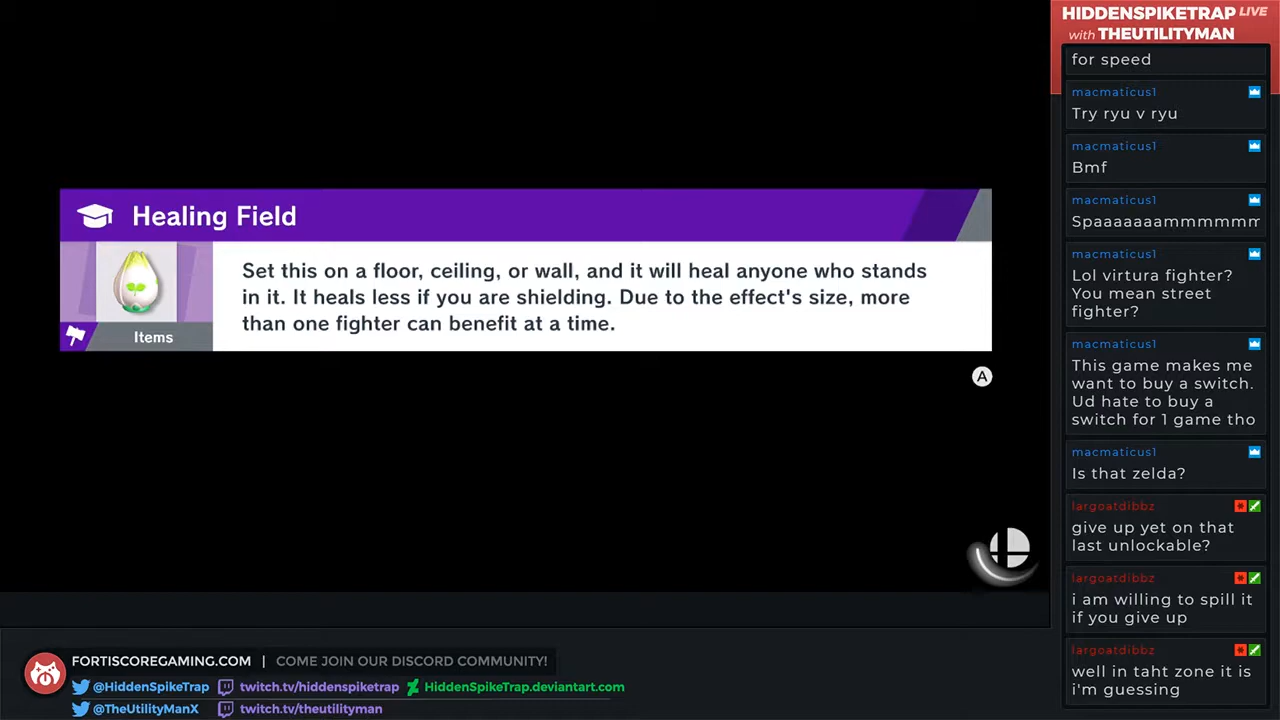 HIDDENSPIKETRAP LIVE
with THEUTILITYMAN
for speed
macmaticus1
Try ryu v ryu
macmaticus1
Bmf
macmaticus1
Spaaaaaammmmmm
macmaticus1
Lol virtura fighter?
You mean street
fighter?
macmaticus1
This game makes me
want to buy a switch.
Ud hate to buy a
switch for 1 game tho
macmaticus1
Is that zelda?
largoatdibbz
give up yet on that
last unlockable?
largoatdibbz
i am willing to spill it
if you give up
largoatdibbz
well in taht zone it is
i'm guessing
Healing Field
Set this on a floor, ceiling, or wall, and it will heal anyone who stands
in it. It heals less if you are shielding. Due to the effect's size, more
than one fighter can benefit at a time.
Items
A
FORTISCOREGAMING.COM | COME JOIN OUR DISCORD COMMUNITY!
@HiddenSpikeTrap twitch.tv/hiddenspiketrap HiddenSpikeTrap.deviantart.com
@TheUtilityManX twitch.tv/theutilityman